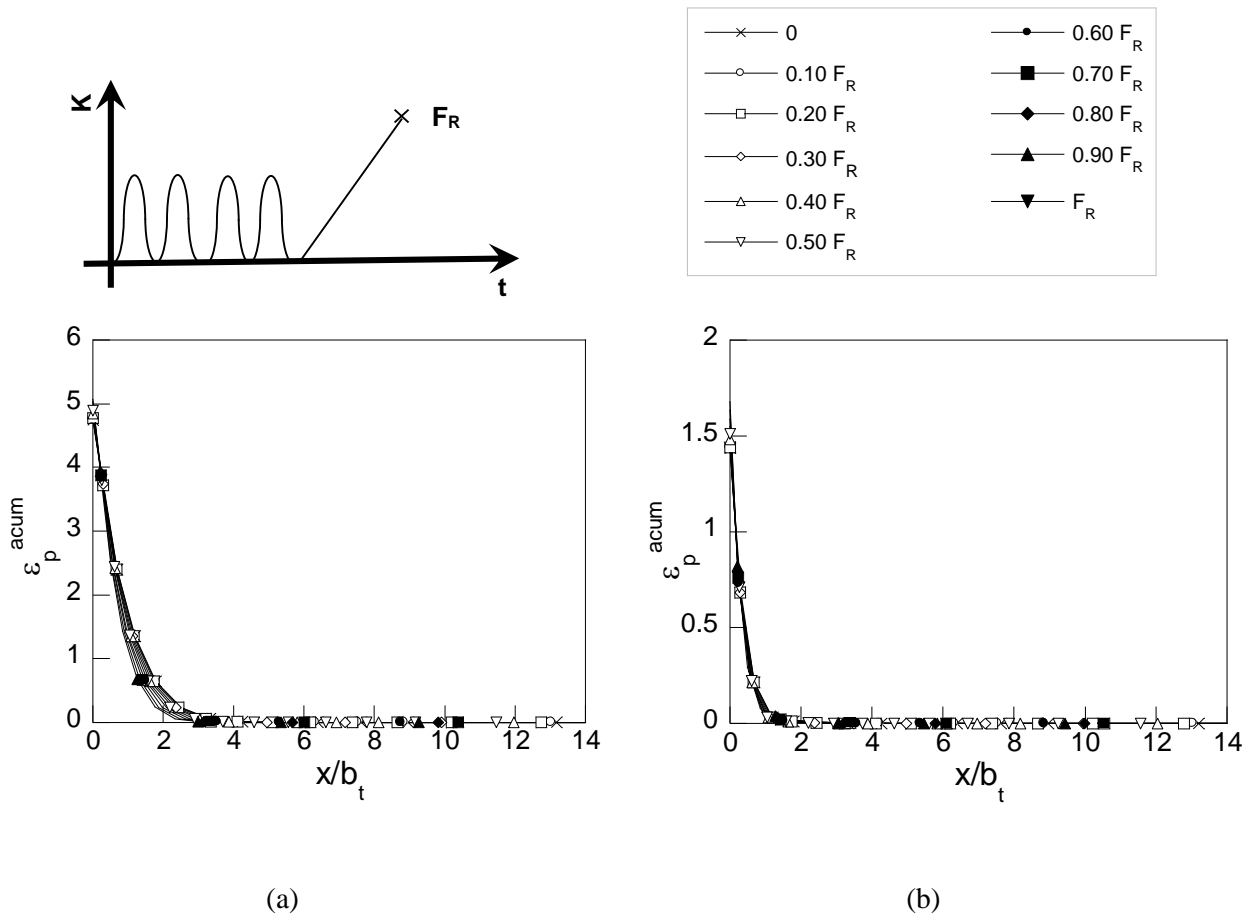 K
F_R
t
0
0.10 F_R
0.20 F_R
0.30 F_R
0.40 F_R
0.50 F_R
0.60 F_R
0.70 F_R
0.80 F_R
0.90 F_R
F_R
6
5
4
3
2
1
0
ε_p^acum
0 2 4 6 8 10 12 14
x/b_t
2
1.5
1
0.5
0
ε_p^acum
0 2 4 6 8 10 12 14
x/b_t
(a)
(b)